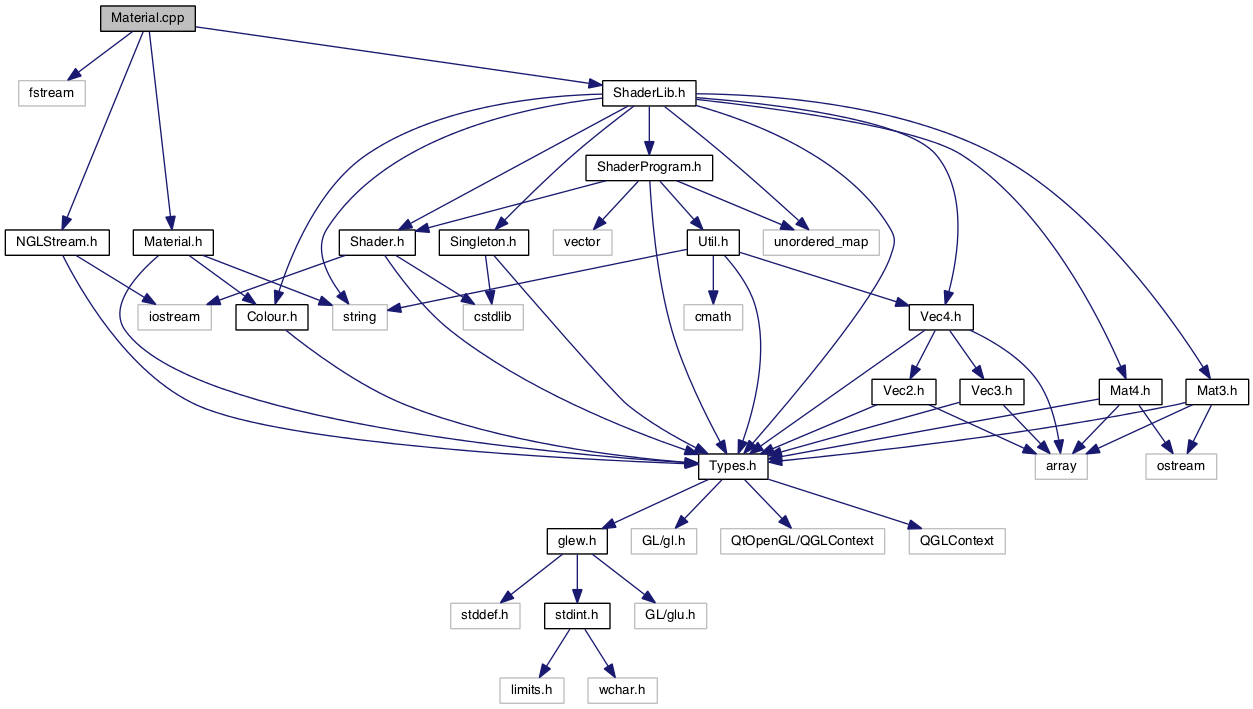 Material.cpp
fstream
ShaderLib.h
ShaderProgram.h
NGLStream.h
Material.h
Shader.h
Singleton.h
vector
Util.h
unordered_map
iostream
Colour.h
string
cstdlib
cmath
Vec4.h
Vec2.h
Vec3.h
Mat4.h
Mat3.h
Types.h
array
ostream
glew.h
GL/gl.h
QtOpenGL/QGLContext
QGLContext
stddef.h
stdint.h
GL/glu.h
limits.h
wchar.h